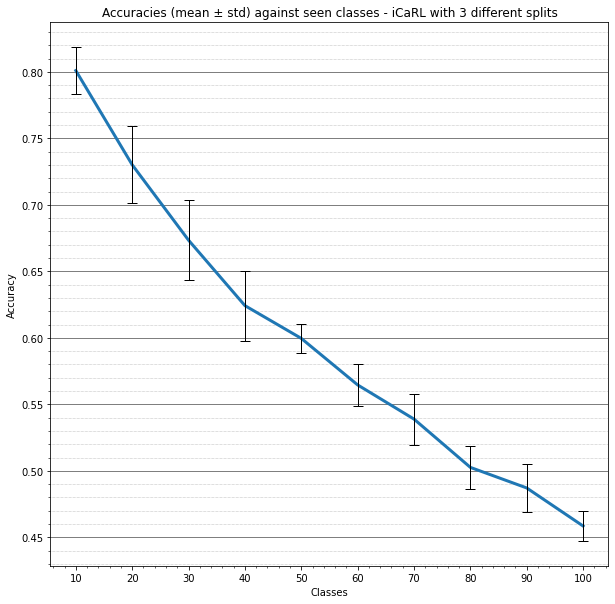 Accuracies (mean ± std) against seen classes - iCaRL with 3 different splits
0.80
0.75
0.70
0.65
0.60
0.55
0.50
0.45
Accuracy
10 20 30 40 50 60 70 80 90 100
Classes